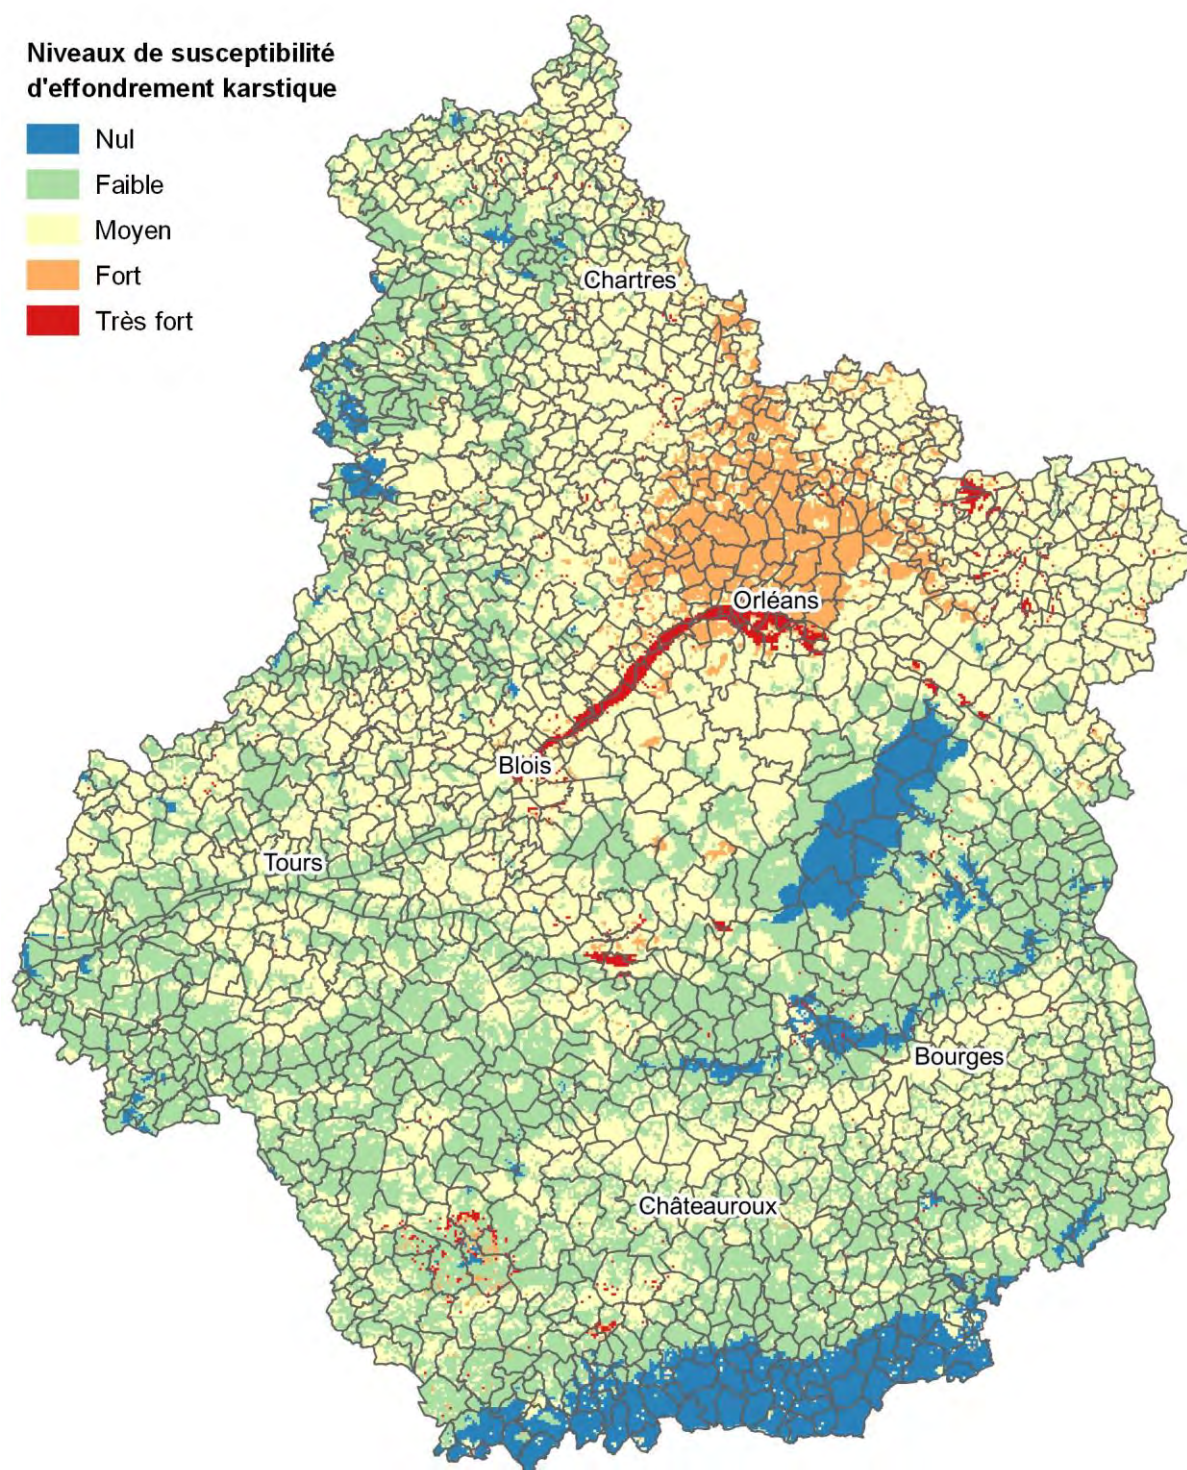 Niveaux de susceptibilité
d'effondrement karstique
Nul
Faible
Moyen
Fort
Très fort
Chartres
Orléans
Blois
Tours
Bourges
Châteauroux